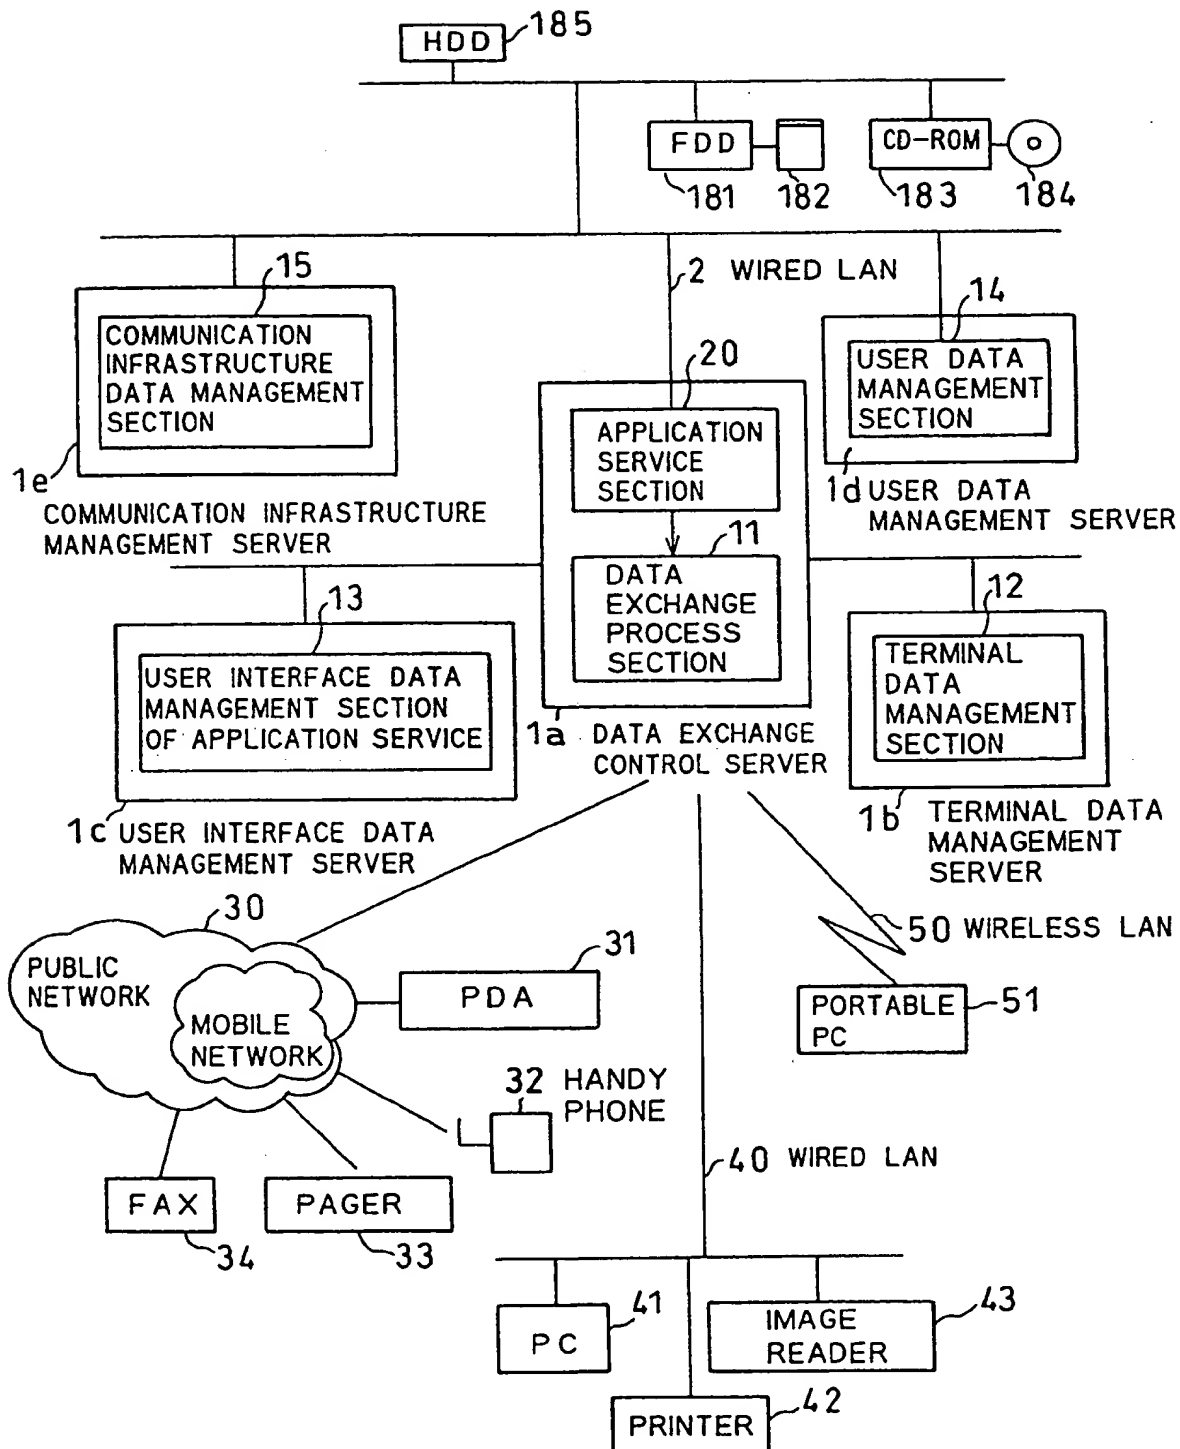 HDD
185
FDD
CD-ROM
181
182
183
184
2 WIRED LAN
15
COMMUNICATION
INFRASTRUCTURE
DATA MANAGEMENT
SECTION
1e
COMMUNICATION INFRASTRUCTURE
MANAGEMENT SERVER
20
APPLICATION
SERVICE
SECTION
14
USER DATA
MANAGEMENT
SECTION
1d USER DATA
MANAGEMENT SERVER
13
USER INTERFACE DATA
MANAGEMENT SECTION
OF APPLICATION SERVICE
1c USER INTERFACE DATA
MANAGEMENT SERVER
11
DATA
EXCHANGE
PROCESS
SECTION
1a DATA EXCHANGE
CONTROL SERVER
12
TERMINAL
DATA
MANAGEMENT
SECTION
1b TERMINAL DATA
MANAGEMENT
SERVER
30
PUBLIC
NETWORK
MOBILE
NETWORK
31
PDA
32 HANDY
PHONE
50 WIRELESS LAN
PORTABLE
PC
51
FAX
34
PAGER
33
40 WIRED LAN
41
PC
43
IMAGE
READER
42
PRINTER